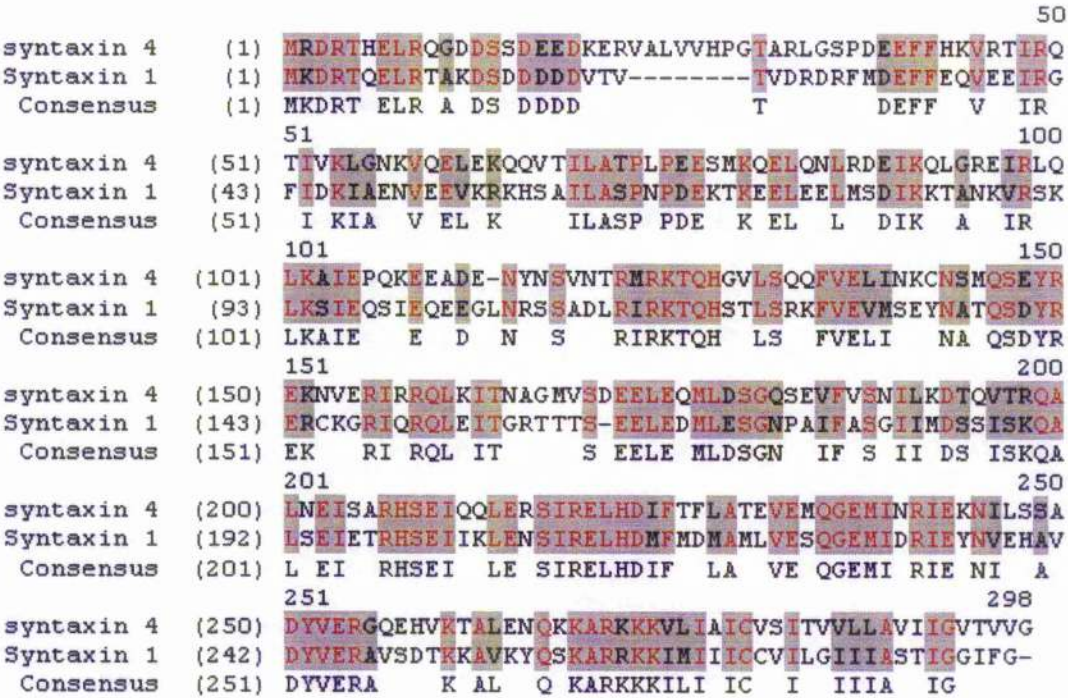 50
syntaxin 4 (1) MRDRTHELRQGDDSSDEEDKERVALVVHPGTARLGSPDEEFFHKVRTIRQ
Syntaxin 1 (1) MKDRTQELRTAKDSDDDDDVTV--------TVDRDRFMDEFFEQVEEIRG
Consensus (1) MKDRT ELR A DS DDDD T DEFF V IR
51 100
syntaxin 4 (51) TIVKLGNKVQELEKQQVTILATPLPEESMKQELQNLRDEIKQLGREIRLQ
Syntaxin 1 (43) FIDKIAENVEEVKRKHSAILASPNPDEKTKEELEELMSDIKKTANKVRSK
Consensus (51) I KIA V EL K ILASP PDE K EL L DIK A IR
101 150
syntaxin 4 (101) LKAIEPQKEEADE-NYNSVNTRMRKTQHGVLSQQFVELINKCNSMQSEYR
Syntaxin 1 (93) LKSIEQSIEQEEGLNRSSADLRIRKTQHSTLSRKFVEVMSEYNATQSDYR
Consensus (101) LKAIE E D N S RIRKTQH LS FVELI NA QSDYR
151 200
syntaxin 4 (150) EKNVERIRRQLKITNAGMVSDEELEQMLDSGQSEVFVSNILKDTQVTRQA
Syntaxin 1 (143) ERCKGRIQRQLEITGRTTTS-EELEDMLESGNPAIFASGIIMDSSISKQA
Consensus (151) EK RI RQL IT S EELE MLDSGN IF S II DS ISKQA
201 250
syntaxin 4 (200) LNEISARHSEIQQLERSIRELHDIFTFLATEVEMQGEMINRIEKNILSSA
Syntaxin 1 (192) LSEIETRHSEIIKLENSIRELHDMFMDMAMLVESQGEMIDRIEYNVEHAV
Consensus (201) L EI RHSEI LE SIRELHDIF LA VE QGEMI RIE NI A
251 298
syntaxin 4 (250) DYVERGQEHVKTALENQKKARKKKVLIAICVSITVVLLAVIIGVTVVG
Syntaxin 1 (242) DYVERAVSDTKKAVKYQSKARRKKIMIIICCVILGIIIASTIGGIFG-
Consensus (251) DYVERA K AL Q KARKKKILI IC I IIIA IG